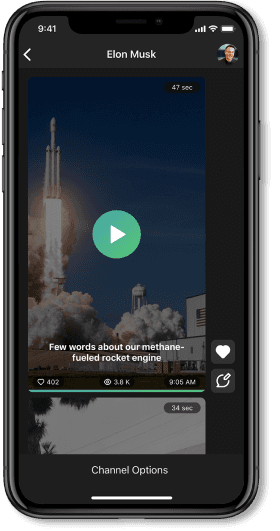 9:41
Elon Musk
47 sec
Few words about our methane-
fueled rocket engine
402 3.8 K 9:05 AM
34 sec
Channel Options